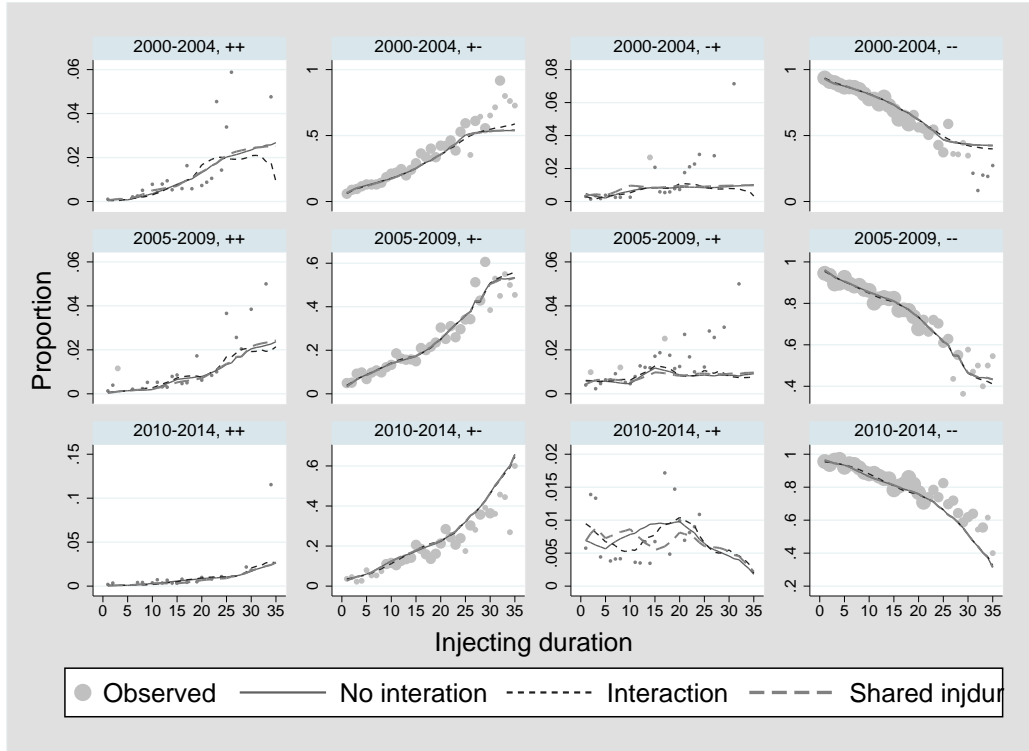 2000-2004, ++
2000-2004, +-
2000-2004, -+
2000-2004, --
0 .02 .04 .06
0 .5 1
0 .02 .04 .06 .08
0 .5 1
2005-2009, ++
2005-2009, +-
2005-2009, -+
2005-2009, --
0 .02 .04 .06
0 .2 .4 .6
0 .02 .04 .06
.4 .6 .8 1
2010-2014, ++
2010-2014, +-
2010-2014, -+
2010-2014, --
0 .05 .1 .15
0 .2 .4 .6
0 .005 .01 .015 .02
.2 .4 .6 .8 1
0 5 10 15 20 25 30 35
0 5 10 15 20 25 30 35
0 5 10 15 20 25 30 35
0 5 10 15 20 25 30 35
Proportion
Injecting duration
Observed No interation Interaction Shared injdur